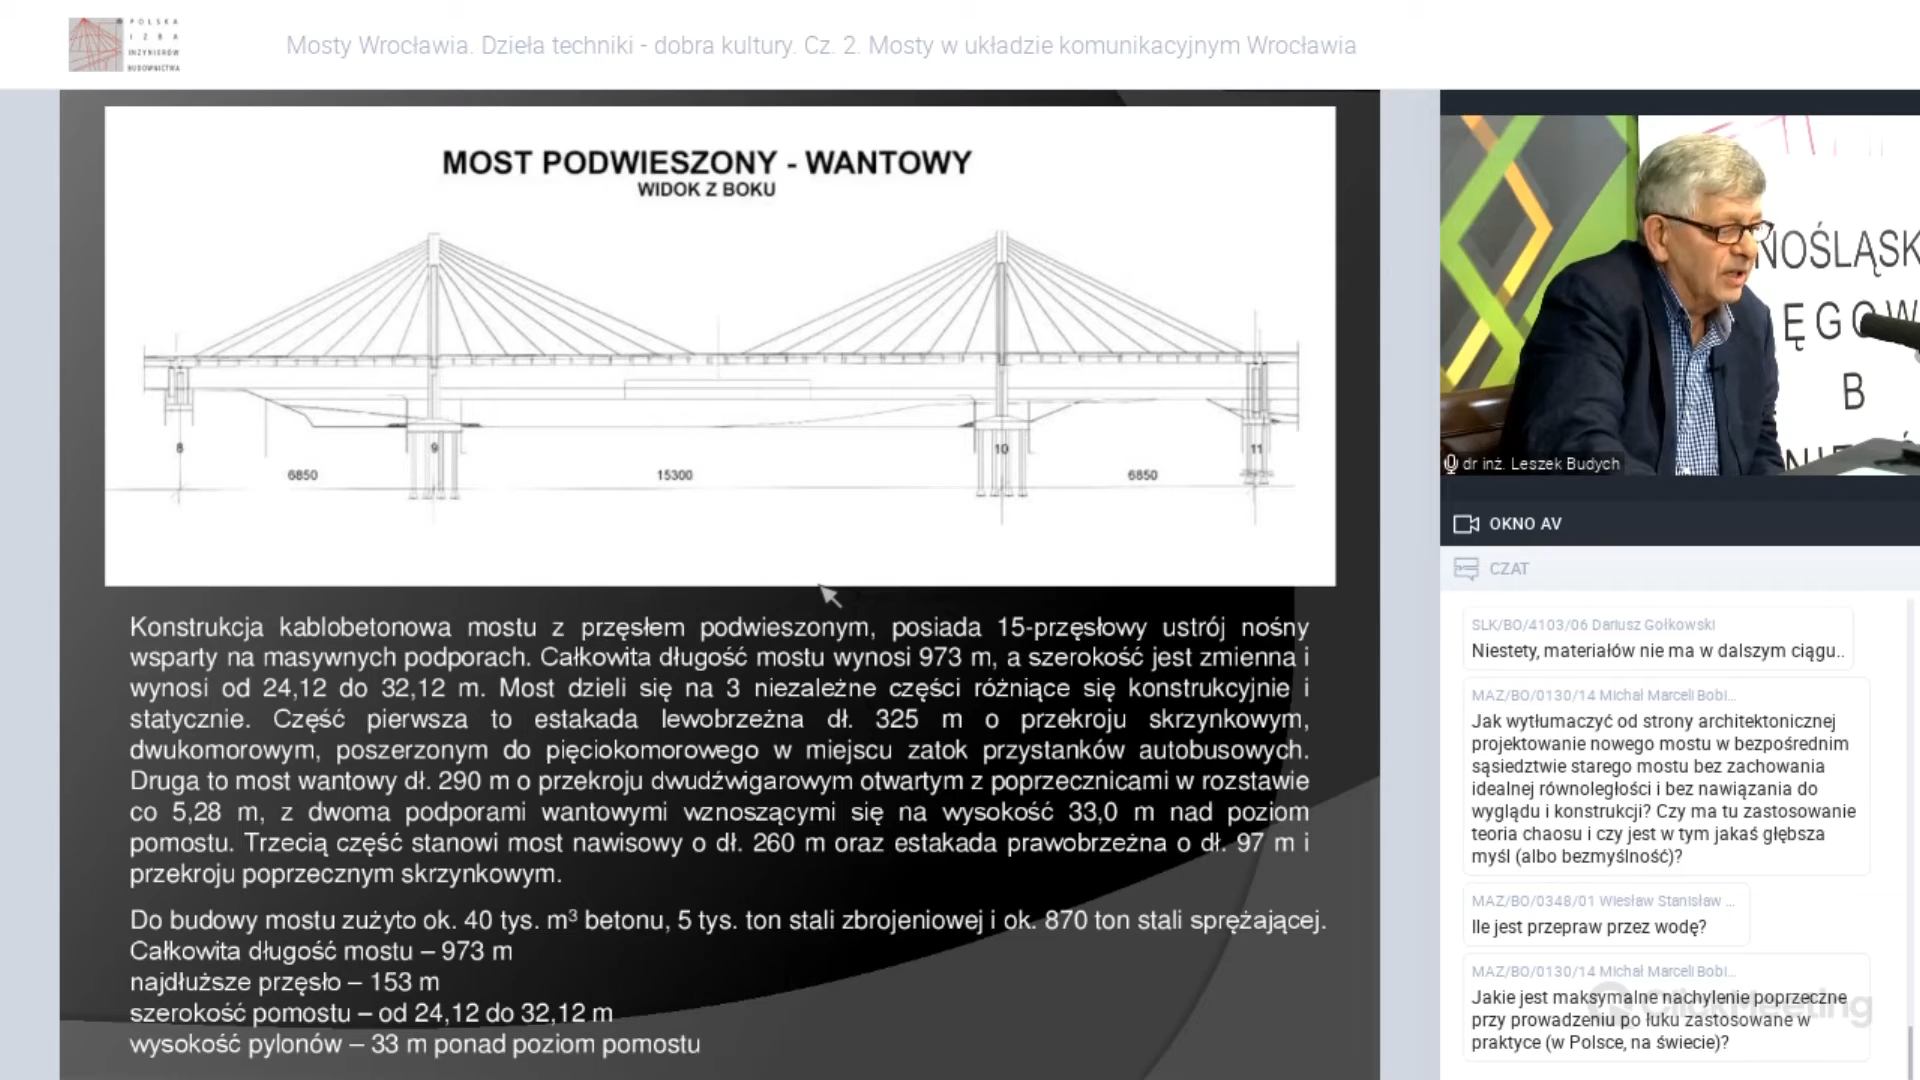 POLSKA
IZBA
INŻYNIERÓW
BUDOWNICTWA
Mosty Wrocławia. Dzieła techniki - dobra kultury. Cz. 2. Mosty w układzie komunikacyjnym Wrocławia
MOST PODWIESZONY - WANTOWY
WIDOK Z BOKU
8
9
10
11
6850
15300
6850
Konstrukcja kablobetonowa mostu z przęsłem podwieszonym, posiada 15-przęsłowy ustrój nośny
wsparty na masywnych podporach. Całkowita długość mostu wynosi 973 m, a szerokość jest zmienna i
wynosi od 24,12 do 32,12 m. Most dzieli się na 3 niezależne części różniące się konstrukcyjnie i
statycznie. Część pierwsza to estakada lewobrzeżna dł. 325 m o przekroju skrzynkowym,
dwukomorowym, poszerzonym do pięciokomorowego w miejscu zatok przystanków autobusowych.
Druga to most wantowy dł. 290 m o przekroju dwudźwigarowym otwartym z poprzecznicami w rozstawie
co 5,28 m, z dwoma podporami wantowymi wznoszącymi się na wysokość 33,0 m nad poziom
pomostu. Trzecią część stanowi most nawisowy o dł. 260 m oraz estakada prawobrzeżna o dł. 97 m i
przekroju poprzecznym skrzynkowym.
Do budowy mostu zużyto ok. 40 tys. m³ betonu, 5 tys. ton stali zbrojeniowej i ok. 870 ton stali sprężającej.
Całkowita długość mostu – 973 m
najdłuższe przęsło – 153 m
szerokość pomostu – od 24,12 do 32,12 m
wysokość pylonów – 33 m ponad poziom pomostu
NOŚLĄSK
ĘGOW
B
dr inż. Leszek Budych
OKNO AV
CZAT
SLK/BO/4103/06 Dariusz Gołkowski
Niestety, materiałów nie ma w dalszym ciągu..
MAZ/BO/0130/14 Michał Marceli Bobi...
Jak wytłumaczyć od strony architektonicznej
projektowanie nowego mostu w bezpośrednim
sąsiedztwie starego mostu bez zachowania
idealnej równoległości i bez nawiązania do
wyglądu i konstrukcji? Czy ma tu zastosowanie
teoria chaosu i czy jest w tym jakaś głębsza
myśl (albo bezmyślność)?
MAZ/BO/0348/01 Wiesław Stanisław ...
Ile jest przepraw przez wodę?
MAZ/BO/0130/14 Michał Marceli Bobi...
Jakie jest maksymalne nachylenie poprzeczne
przy prowadzeniu po łuku zastosowane w
praktyce (w Polsce, na świecie)?
ClickMeeting